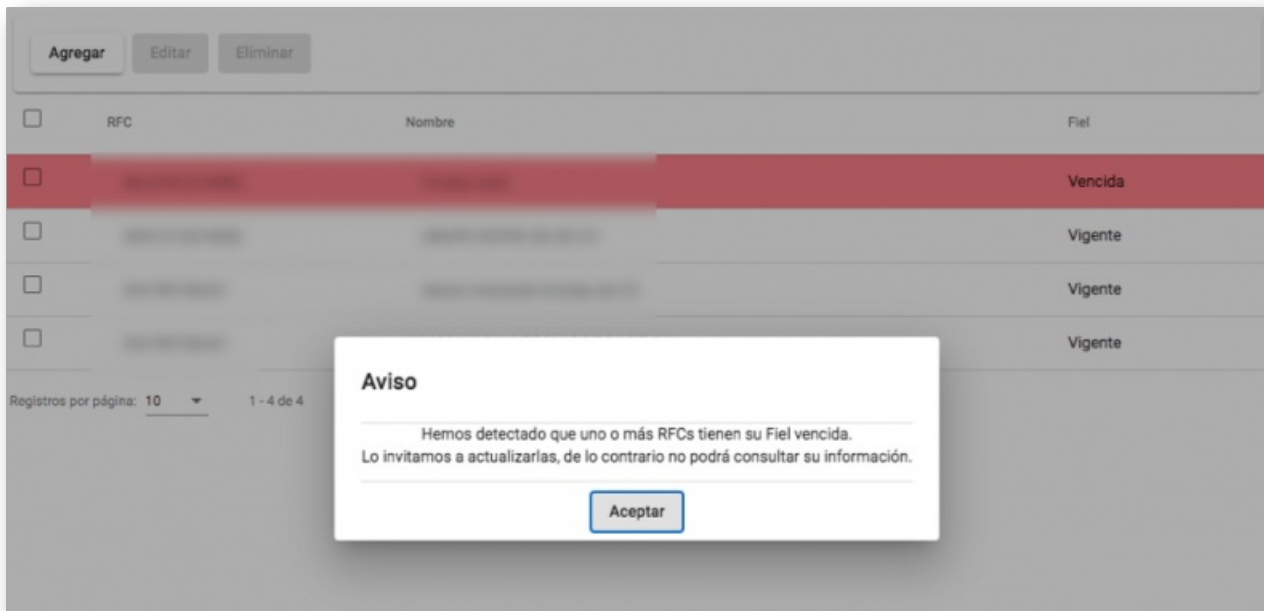 Agregar Editar Eliminar
RFC Nombre Fiel
Vencida
Vigente
Vigente
Vigente
Registros por página: 10 1 - 4 de 4
Aviso
Hemos detectado que uno o más RFCs tienen su Fiel vencida.
Lo invitamos a actualizarlas, de lo contrario no podrá consultar su información.
Aceptar